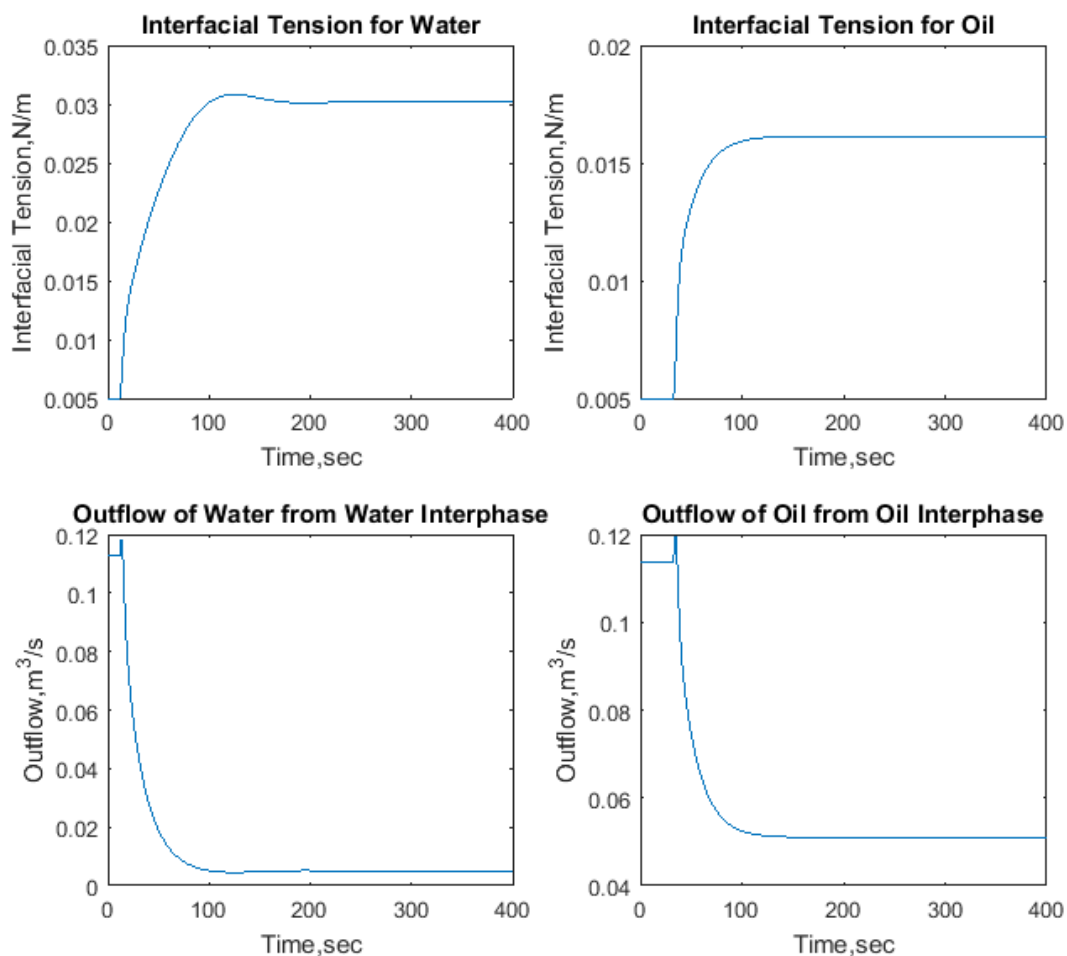 Interfacial Tension for Water
0.035
0.03
0.025
0.02
0.015
0.01
0.005
Interfacial Tension,N/m
0 100 200 300 400
Time,sec
Interfacial Tension for Oil
0.02
0.015
0.01
0.005
Interfacial Tension,N/m
0 100 200 300 400
Time,sec
Outflow of Water from Water Interphase
0.12
0.1
0.08
0.06
0.04
0.02
0
Outflow,m³/s
0 100 200 300 400
Time,sec
Outflow of Oil from Oil Interphase
0.12
0.1
0.08
0.06
0.04
Outflow,m³/s
0 100 200 300 400
Time,sec